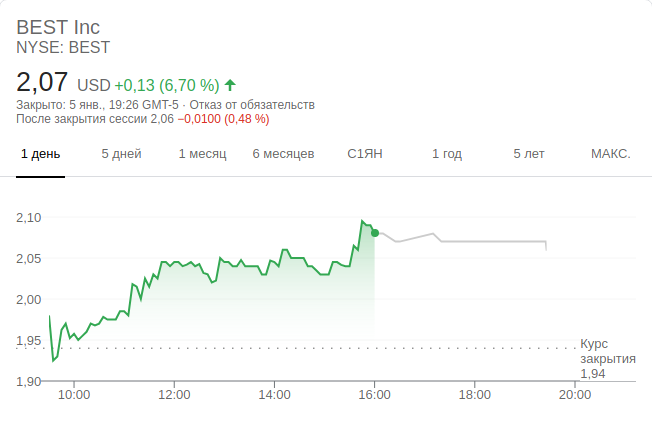 BEST Inc
NYSE: BEST
2,07 USD +0,13 (6,70 %)
Закрыто: 5 янв., 19:26 GMT-5 · Отказ от обязательств
После закрытия сессии 2,06 −0,0100 (0,48 %)
1 день 5 дней 1 месяц 6 месяцев С1ЯН 1 год 5 лет МАКС.
2,10
2,05
2,00
1,95
Курс
закрытия
1,94
1,90
10:00 12:00 14:00 16:00 18:00 20:00